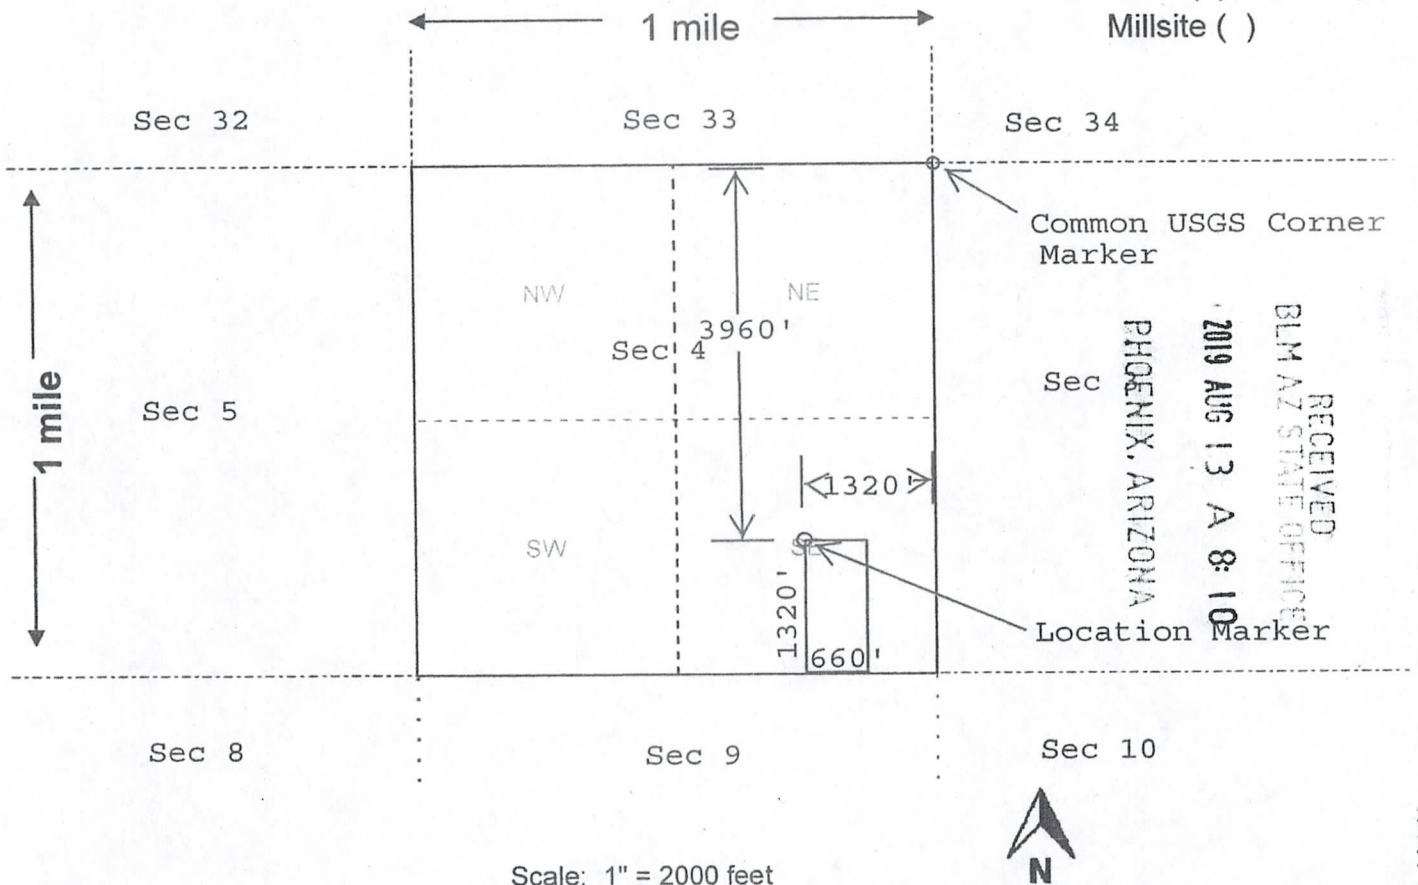 1 mile
Millsite ( )
Sec 32
Sec 33
Sec 34
Common USGS Corner
Marker
NW
NE
3960'
Sec 4
1 mile
Sec 5
Sec
RECEIVED
BLM AZ STATE OFFICE
2019 AUG 13 A 8:10
PHOENIX, ARIZONA
1320'
SW
SE
1320'
660'
Location Marker
Sec 8
Sec 9
Sec 10
N
Scale: 1" = 2000 feet